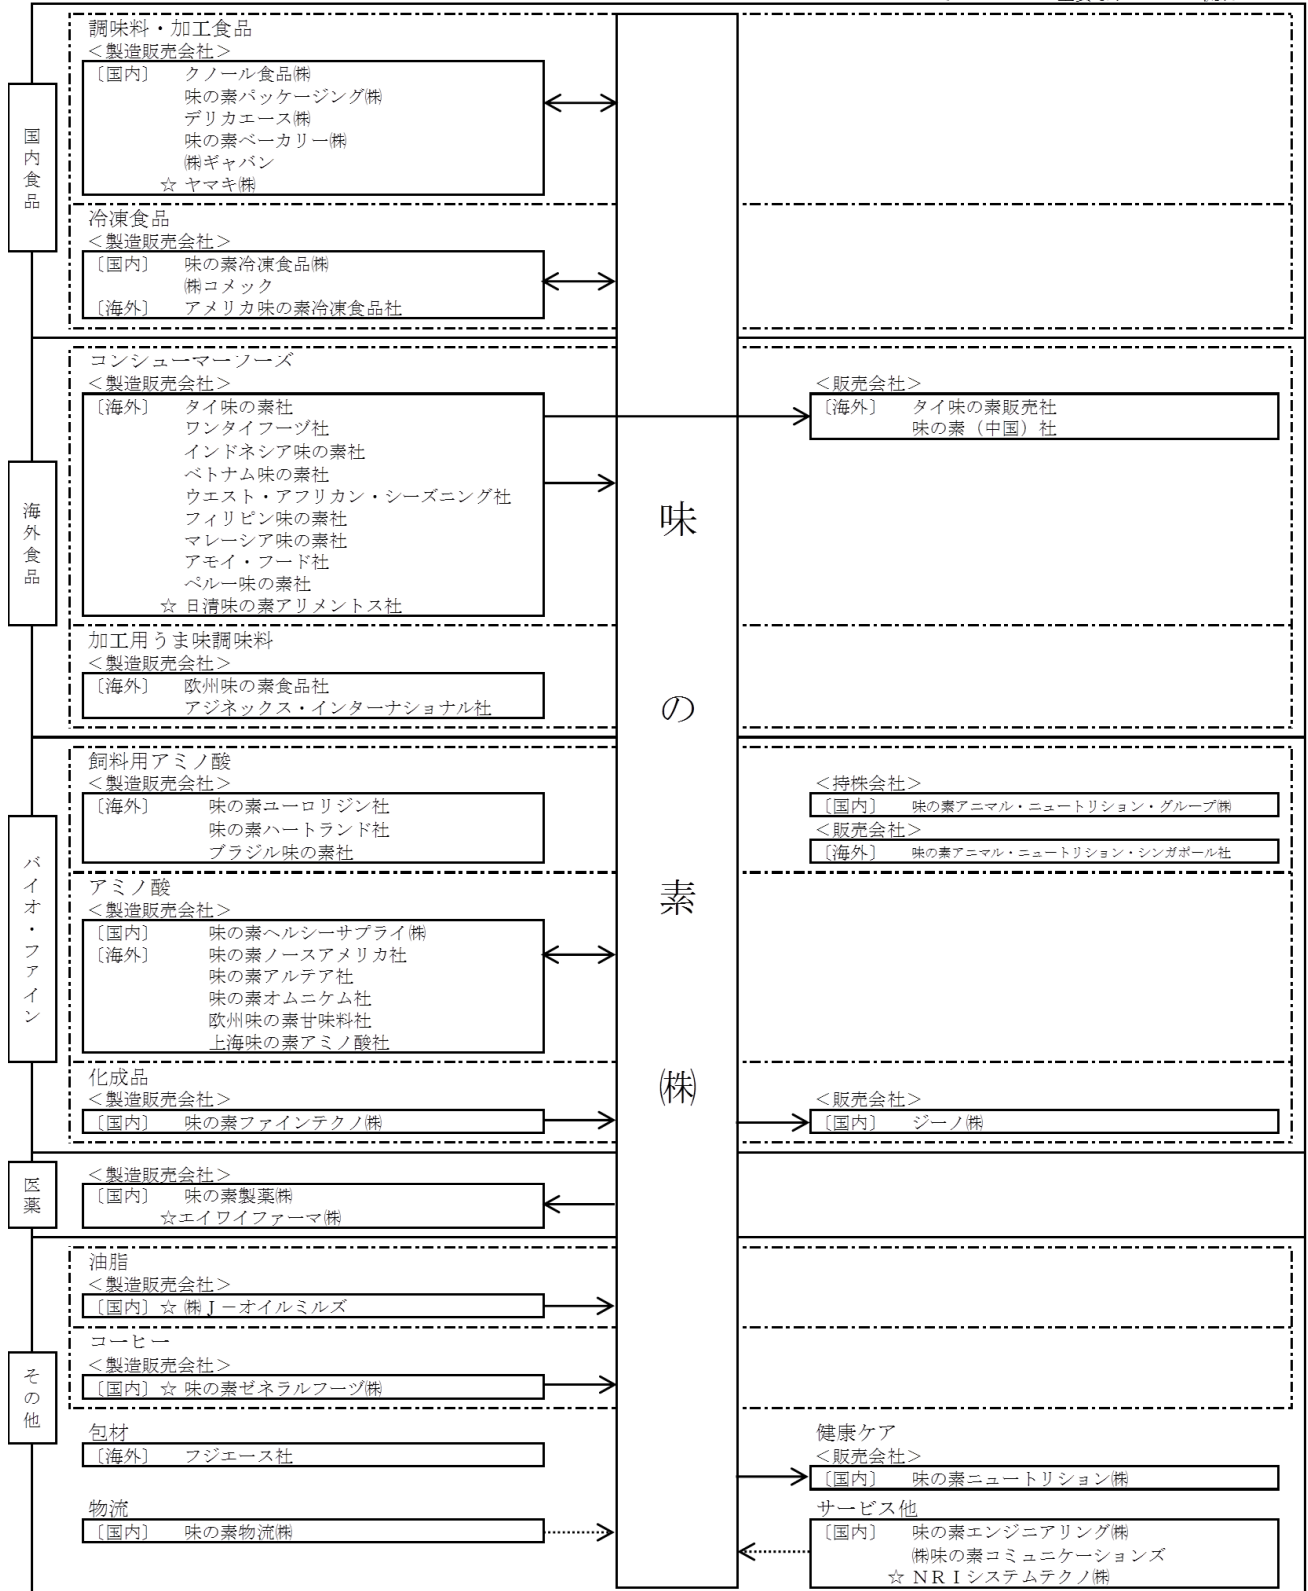 国内食品
調味料・加工食品
＜製造販売会社＞
〔国内〕 クノール食品㈱
味の素パッケージング㈱
デリカエース㈱
味の素ベーカリー㈱
㈱ギャバン
☆ ヤマキ㈱
冷凍食品
＜製造販売会社＞
〔国内〕 味の素冷凍食品㈱
㈱コメック
〔海外〕 アメリカ味の素冷凍食品社
海外食品
コンシューマーフーズ
＜製造販売会社＞
〔海外〕 タイ味の素社
ワンタイフーヅ社
インドネシア味の素社
ベトナム味の素社
ウエスト・アフリカン・シーズニング社
フィリピン味の素社
マレーシア味の素社
アモイ・フード社
ペルー味の素社
☆ 日清味の素アリメントス社
＜販売会社＞
〔海外〕 タイ味の素販売社
味の素（中国）社
加工用うま味調味料
＜製造販売会社＞
〔海外〕 欧州味の素食品社
アジネックス・インターナショナル社
味の素㈱
バイオ・ファイン
飼料用アミノ酸
＜製造販売会社＞
〔海外〕 味の素ユーロリジン社
味の素ハートランド社
ブラジル味の素社
＜持株会社＞
〔国内〕 味の素アニマル・ニュートリション・グループ㈱
＜販売会社＞
〔海外〕 味の素アニマル・ニュートリション・シンガポール社
アミノ酸
＜製造販売会社＞
〔国内〕 味の素ヘルシーサプライ㈱
〔海外〕 味の素ノースアメリカ社
味の素アルテア社
味の素オムニケム社
欧州味の素甘味料社
上海味の素アミノ酸社
化成品
＜製造販売会社＞
〔国内〕 味の素ファインテクノ㈱
＜販売会社＞
〔国内〕 ジーノ㈱
医薬
＜製造販売会社＞
〔国内〕 味の素製薬㈱
☆エイワイファーマ㈱
その他
油脂
＜製造販売会社＞
〔国内〕☆ ㈱Ｊ－オイルミルズ
コーヒー
＜製造販売会社＞
〔国内〕☆ 味の素ゼネラルフーヅ㈱
包材
〔海外〕 フジエース社
健康ケア
＜販売会社＞
〔国内〕 味の素ニュートリション㈱
物流
〔国内〕 味の素物流㈱
サービス他
〔国内〕 味の素エンジニアリング㈱
㈱味の素コミュニケーションズ
☆ ＮＲＩシステムテクノ㈱